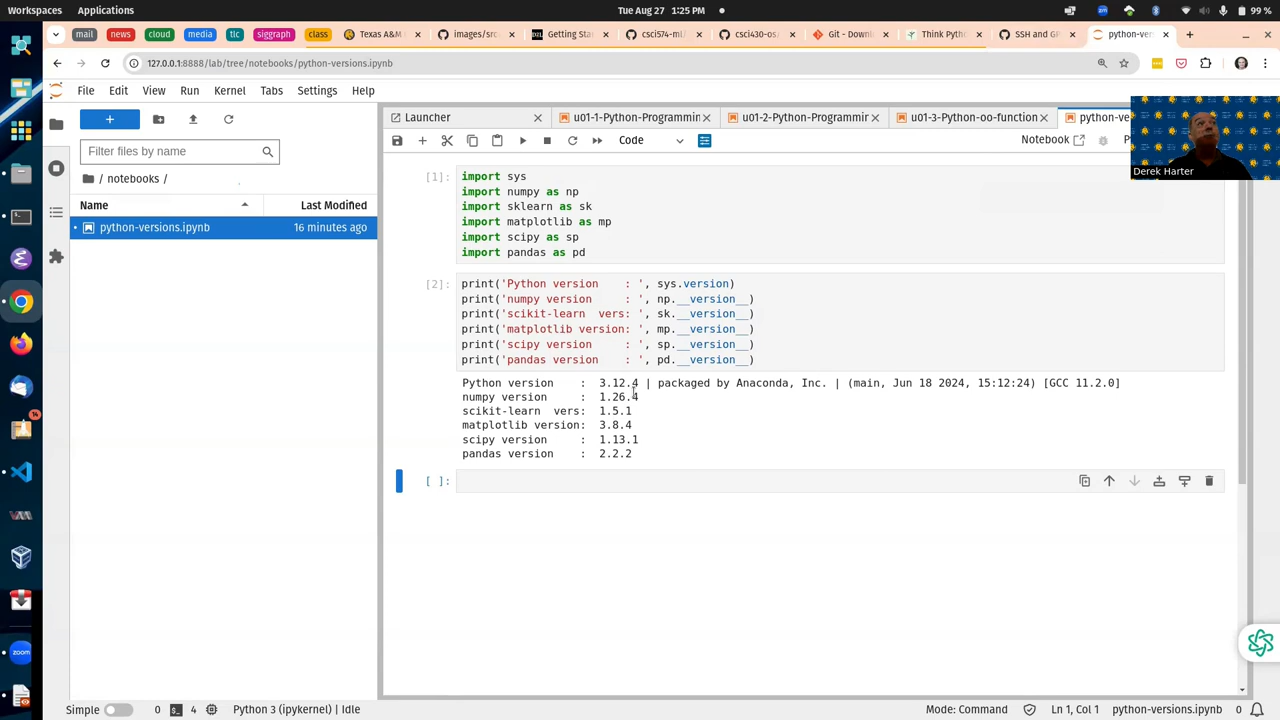 Workspaces Applications Tue Aug 27 1:25 PM 99 %
mail news cloud media tlc siggraph class Texas A&M images/src Getting Sta csci574-ml/ csci430-os/ Git - Downl Think Pyth SSH and GP python-ver
127.0.0.1:8888/lab/tree/notebooks/python-versions.ipynb
File Edit View Run Kernel Tabs Settings Help
Launcher u01-1-Python-Programmin u01-2-Python-Programmir u01-3-Python-oo-function python-ve
Code Notebook
Filter files by name
/ notebooks /
Name Last Modified
python-versions.ipynb 16 minutes ago
Derek Harter
[1]: import sys
import numpy as np
import sklearn as sk
import matplotlib as mp
import scipy as sp
import pandas as pd
[2]: print('Python version    : ', sys.version)
print('numpy version     : ', np.__version__)
print('scikit-learn  vers: ', sk.__version__)
print('matplotlib version: ', mp.__version__)
print('scipy version     : ', sp.__version__)
print('pandas version    : ', pd.__version__)
Python version    :  3.12.4 | packaged by Anaconda, Inc. | (main, Jun 18 2024, 15:12:24) [GCC 11.2.0]
numpy version     :  1.26.4
scikit-learn  vers:  1.5.1
matplotlib version:  3.8.4
scipy version     :  1.13.1
pandas version    :  2.2.2
[ ]:
14
zoom
Simple 0 4 Python 3 (ipykernel) | Idle Mode: Command Ln 1, Col 1 python-versions.ipynb 0